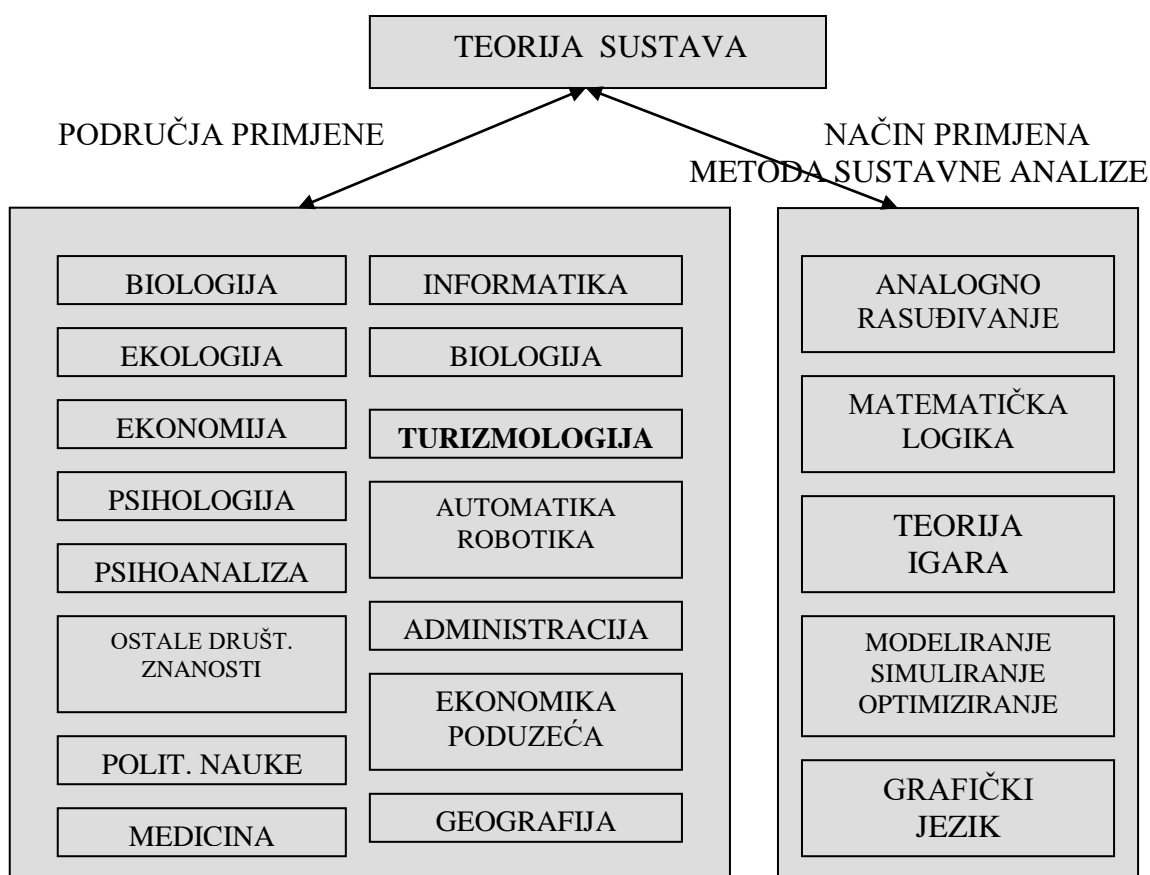 TEORIJA SUSTAVA
PODRUČJA PRIMJENE
NAČIN PRIMJENA
METODA SUSTAVNE ANALIZE
BIOLOGIJA
EKOLOGIJA
EKONOMIJA
PSIHOLOGIJA
PSIHOANALIZA
OSTALE DRUŠT.
ZNANOSTI
POLIT. NAUKE
MEDICINA
INFORMATIKA
BIOLOGIJA
TURIZMOLOGIJA
AUTOMATIKA
ROBOTIKA
ADMINISTRACIJA
EKONOMIKA
PODUZEĆA
GEOGRAFIJA
ANALOGNO
RASUĐIVANJE
MATEMATIČKA
LOGIKA
TEORIJA
IGARA
MODELIRANJE
SIMULIRANJE
OPTIMIZIRANJE
GRAFIČKI
JEZIK